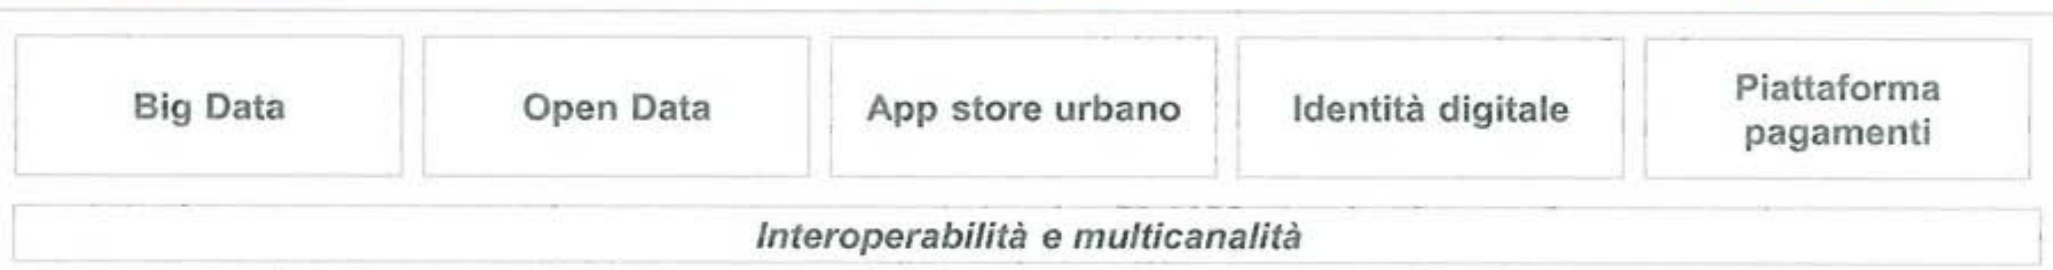 Big Data
Open Data
App store urbano
Identità digitale
Piattaforma
pagamenti
Interoperabilità e multicanalità